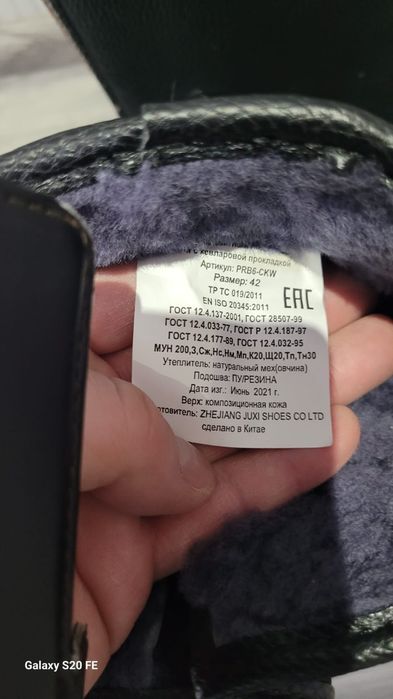 с кевларовой прокладкой
Артикул: PRB6-CKW
Размер: 42
ТР ТС 019/2011
EN ISO 20345:2011
EAC
ГОСТ 12.4.137-2001, ГОСТ 28507-99
ГОСТ 12.4.033-77, ГОСТ Р 12.4.187-97
ГОСТ 12.4.177-89, ГОСТ 12.4.032-95
МУН 200,З,Сж,Нс,Нм,Мп,К20,Щ20,Тп,Тн30
Утеплитель: натуральный мех(овчина)
Подошва: ПУ/РЕЗИНА
Дата изг.: Июнь 2021 г.
Верх: композиционная кожа
готовитель: ZHEJIANG JUXI SHOES CO LTD
сделано в Китае
Galaxy S20 FE